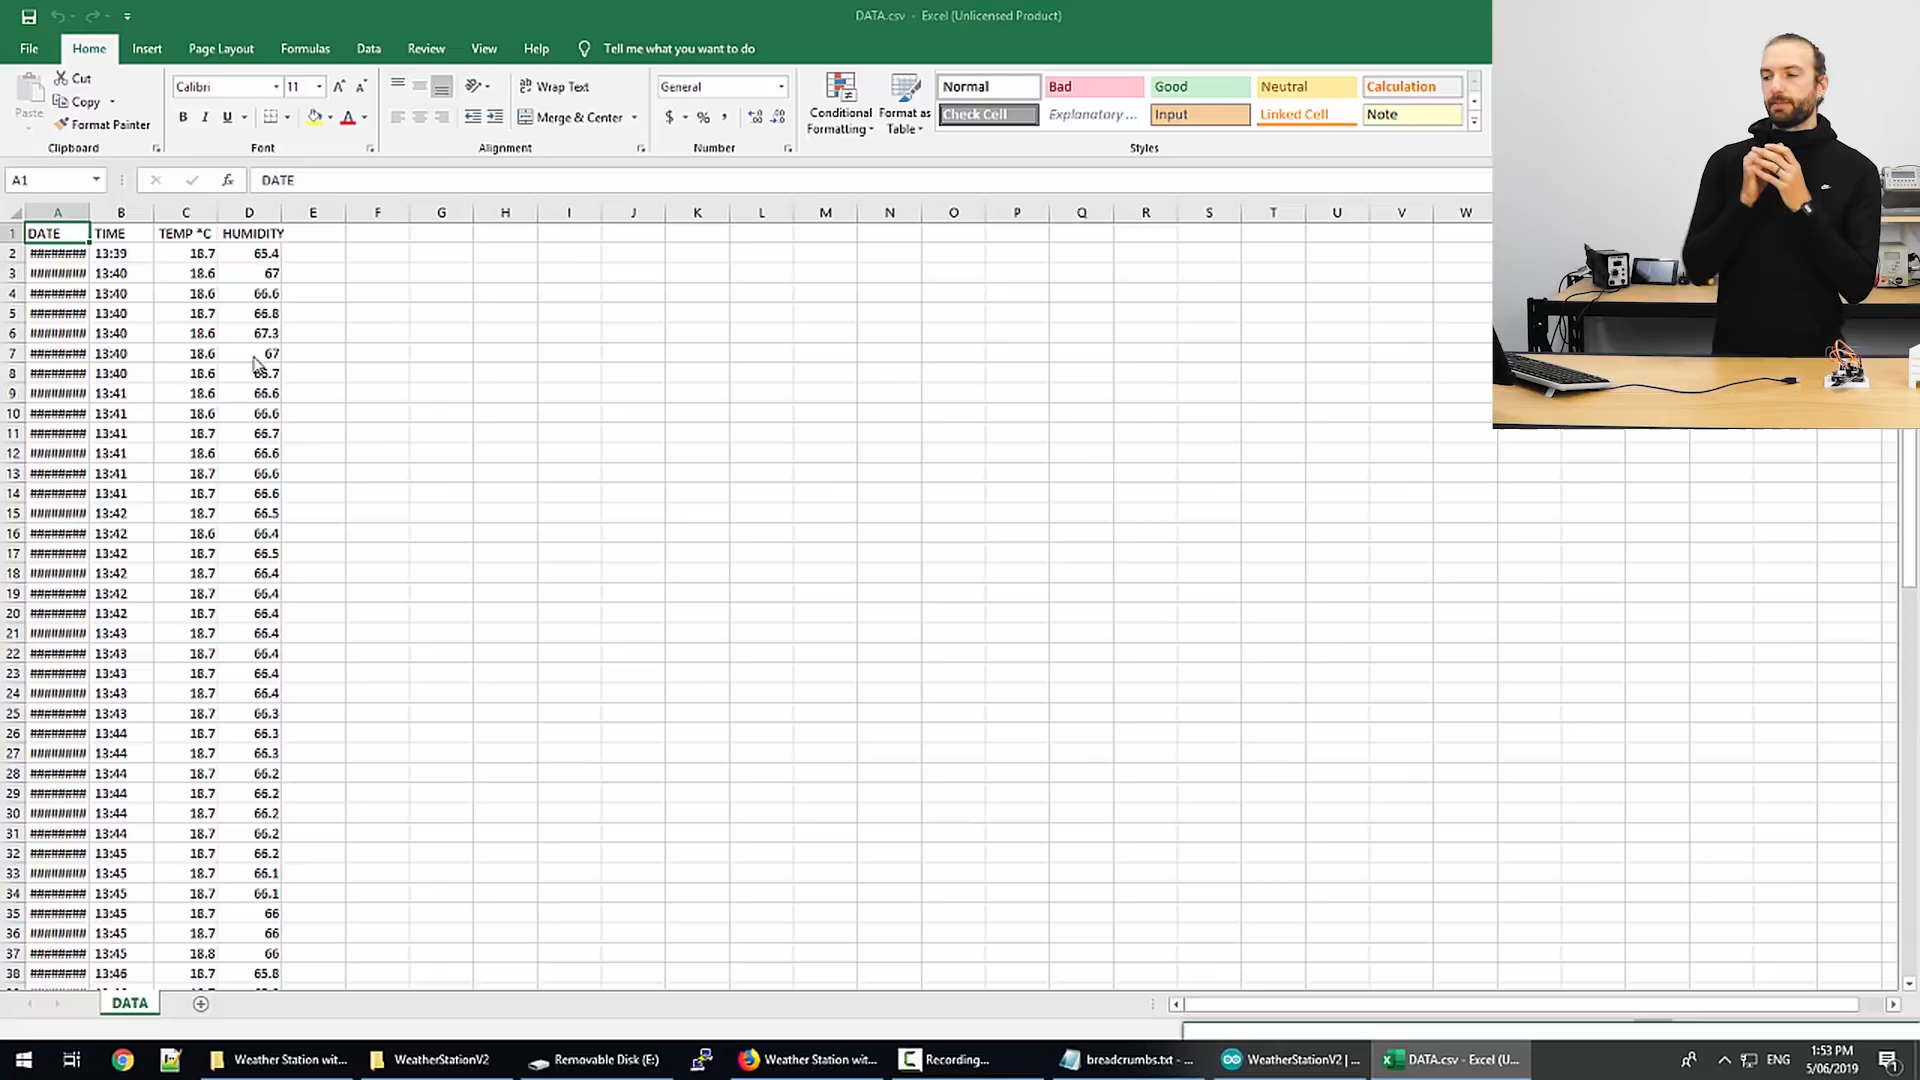 DATA.csv - Excel (Unlicensed Product)
File Home Insert Page Layout Formulas Data Review View Help Tell me what you want to do
Paste
Cut
Copy
Format Painter
Clipboard
Calibri 11
B I U
Font
Wrap Text
Merge & Center
Alignment
General
$ % ,
Number
Conditional Formatting
Format as Table
Normal Bad Good Neutral Calculation
Check Cell Explanatory ... Input Linked Cell Note
Styles
A1 fx DATE
A B C D E F G H I J K L M N O P Q R S T U V W
1 DATE TIME TEMP *C HUMIDITY
2 ######## 13:39 18.7 65.4
3 ######## 13:40 18.6 67
4 ######## 13:40 18.6 66.6
5 ######## 13:40 18.7 66.8
6 ######## 13:40 18.6 67.3
7 ######## 13:40 18.6 67
8 ######## 13:40 18.6
9 ######## 13:41 18.6 66.6
10 ######## 13:41 18.6 66.6
11 ######## 13:41 18.7 66.7
12 ######## 13:41 18.6 66.6
13 ######## 13:41 18.7 66.6
14 ######## 13:41 18.7 66.6
15 ######## 13:42 18.7 66.5
16 ######## 13:42 18.6 66.4
17 ######## 13:42 18.7 66.5
18 ######## 13:42 18.7 66.4
19 ######## 13:42 18.7 66.4
20 ######## 13:42 18.7 66.4
21 ######## 13:43 18.7 66.4
22 ######## 13:43 18.7 66.4
23 ######## 13:43 18.7 66.4
24 ######## 13:43 18.7 66.4
25 ######## 13:43 18.7 66.3
26 ######## 13:44 18.7 66.3
27 ######## 13:44 18.7 66.3
28 ######## 13:44 18.7 66.2
29 ######## 13:44 18.7 66.2
30 ######## 13:44 18.7 66.2
31 ######## 13:44 18.7 66.2
32 ######## 13:45 18.7 66.2
33 ######## 13:45 18.7 66.1
34 ######## 13:45 18.7 66.1
35 ######## 13:45 18.7 66
36 ######## 13:45 18.7 66
37 ######## 13:45 18.8 66
38 ######## 13:46 18.7 65.8
DATA
Weather Station wit... WeatherStationV2 Removable Disk (E:) Weather Station wit... Recording... breadcrumbs.txt - ... WeatherStationV2 | ... DATA.csv - Excel (U... ENG 1:53 PM
5/06/2019